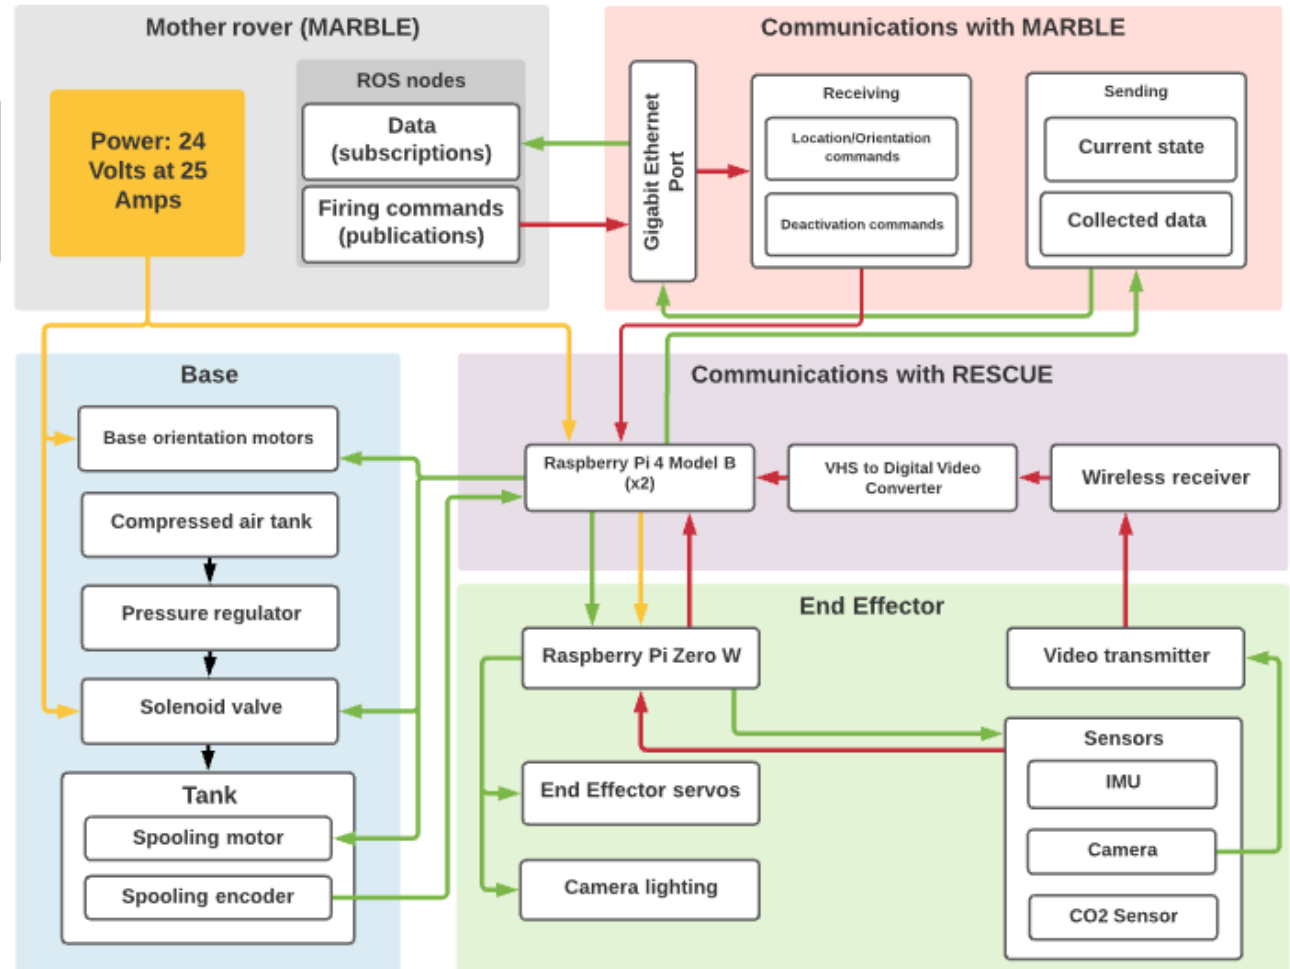 Mother rover (MARBLE)
Power: 24
Volts at 25
Amps
ROS nodes
Data
(subscriptions)
Firing commands
(publications)
Communications with MARBLE
Gigabit Ethernet
Port
Receiving
Location/Orientation
commands
Deactivation commands
Sending
Current state
Collected data
Base
Base orientation motors
Compressed air tank
Pressure regulator
Solenoid valve
Tank
Spooling motor
Spooling encoder
Communications with RESCUE
Raspberry Pi 4 Model B
(x2)
VHS to Digital Video
Converter
Wireless receiver
End Effector
Raspberry Pi Zero W
End Effector servos
Camera lighting
Video transmitter
Sensors
IMU
Camera
CO2 Sensor